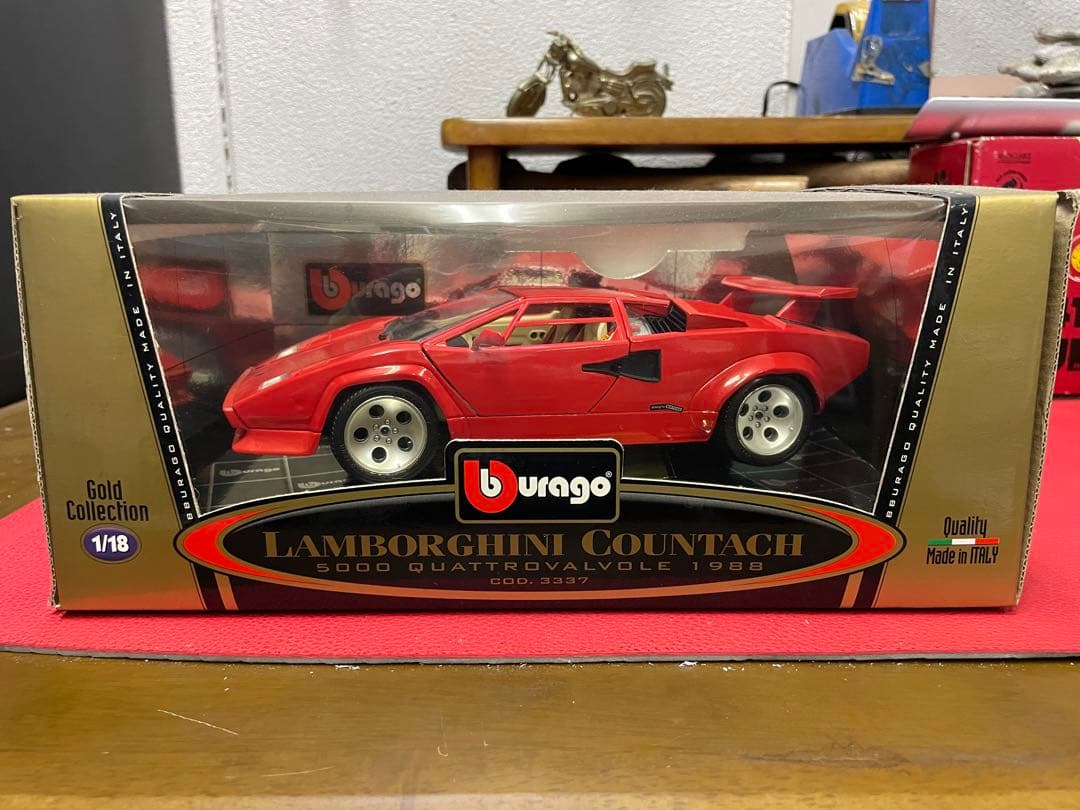 BBURAGO QUALITY MADE IN ITALY
burago
BBURAGO QUALITY MADE IN ITALY
burago
Gold
Collection
1/18
burago®
LAMBORGHINI COUNTACH
5000 QUATTROVALVOLE 1988
COD. 3337
Quality
Made in ITALY